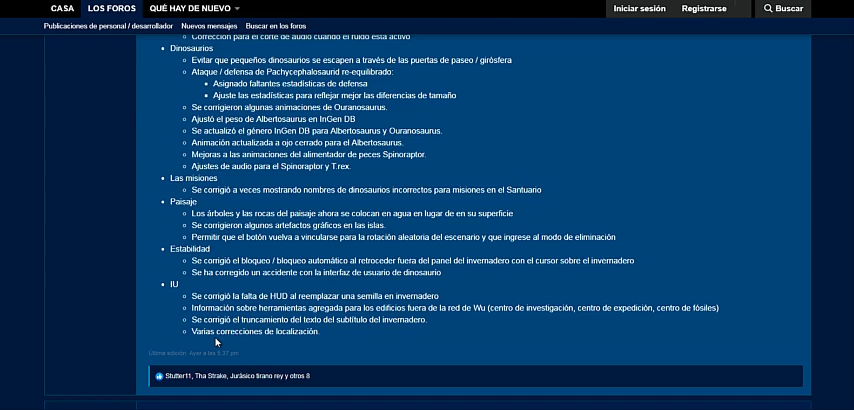 CASA LOS FOROS QUÉ HAY DE NUEVO Iniciar sesión Registrarse Buscar
Publicaciones de personal / desarrollador Nuevos mensajes Buscar en los foros
Corrección para el corte de audio cuando el ruido está activo
Dinosaurios
Evitar que pequeños dinosaurios se escapen a través de las puertas de paseo / girósfera
Ataque / defensa de Pachycephalosaurid re-equilibrado:
Asignado faltantes estadísticas de defensa
Ajuste las estadísticas para reflejar mejor las diferencias de tamaño
Se corrigieron algunas animaciones de Ouranosaurus.
Ajustó el peso de Albertosaurus en InGen DB
Se actualizó el género InGen DB para Albertosaurus y Ouranosaurus.
Animación actualizada a ojo cerrado para el Albertosaurus.
Mejoras a las animaciones del alimentador de peces Spinoraptor.
Ajustes de audio para el Spinoraptor y T.rex.
Las misiones
Se corrigió a veces mostrando nombres de dinosaurios incorrectos para misiones en el Santuario
Paisaje
Los árboles y las rocas del paisaje ahora se colocan en agua en lugar de en su superficie
Se corrigieron algunos artefactos gráficos en las islas.
Permitir que el botón vuelva a vincularse para la rotación aleatoria del escenario y que ingrese al modo de eliminación
Estabilidad
Se corrigió el bloqueo / bloqueo automático al retroceder fuera del panel del invernadero con el cursor sobre el invernadero
Se ha corregido un accidente con la interfaz de usuario de dinosaurio
IU
Se corrigió la falta de HUD al reemplazar una semilla en invernadero
Información sobre herramientas agregada para los edificios fuera de la red de Wu (centro de investigación, centro de expedición, centro de fósiles)
Se corrigió el truncamiento del texto del subtítulo del invernadero.
Varias correcciones de localización.
Última edición: Ayer a las 5:37 pm
Stutter11, Tha Strake, Jurásico tirano rey y otros 8